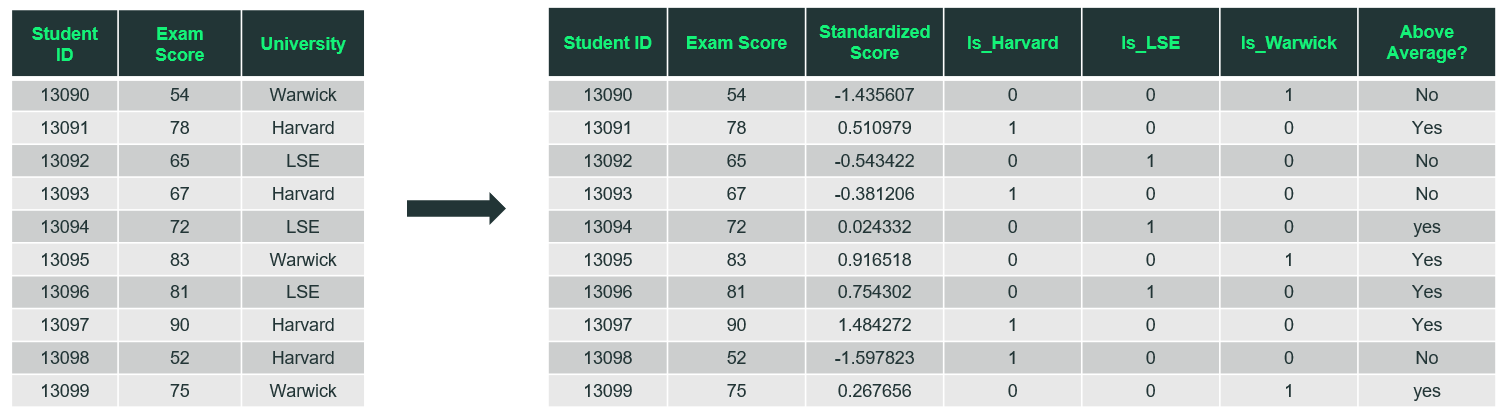 Student ID Exam Score University
13090 54 Warwick
13091 78 Harvard
13092 65 LSE
13093 67 Harvard
13094 72 LSE
13095 83 Warwick
13096 81 LSE
13097 90 Harvard
13098 52 Harvard
13099 75 Warwick
Student ID Exam Score Standardized Score Is_Harvard Is_LSE Is_Warwick Above Average?
13090 54 -1.435607 0 0 1 No
13091 78 0.510979 1 0 0 Yes
13092 65 -0.543422 0 1 0 No
13093 67 -0.381206 1 0 0 No
13094 72 0.024332 0 1 0 yes
13095 83 0.916518 0 0 1 Yes
13096 81 0.754302 0 1 0 Yes
13097 90 1.484272 1 0 0 Yes
13098 52 -1.597823 1 0 0 No
13099 75 0.267656 0 0 1 yes